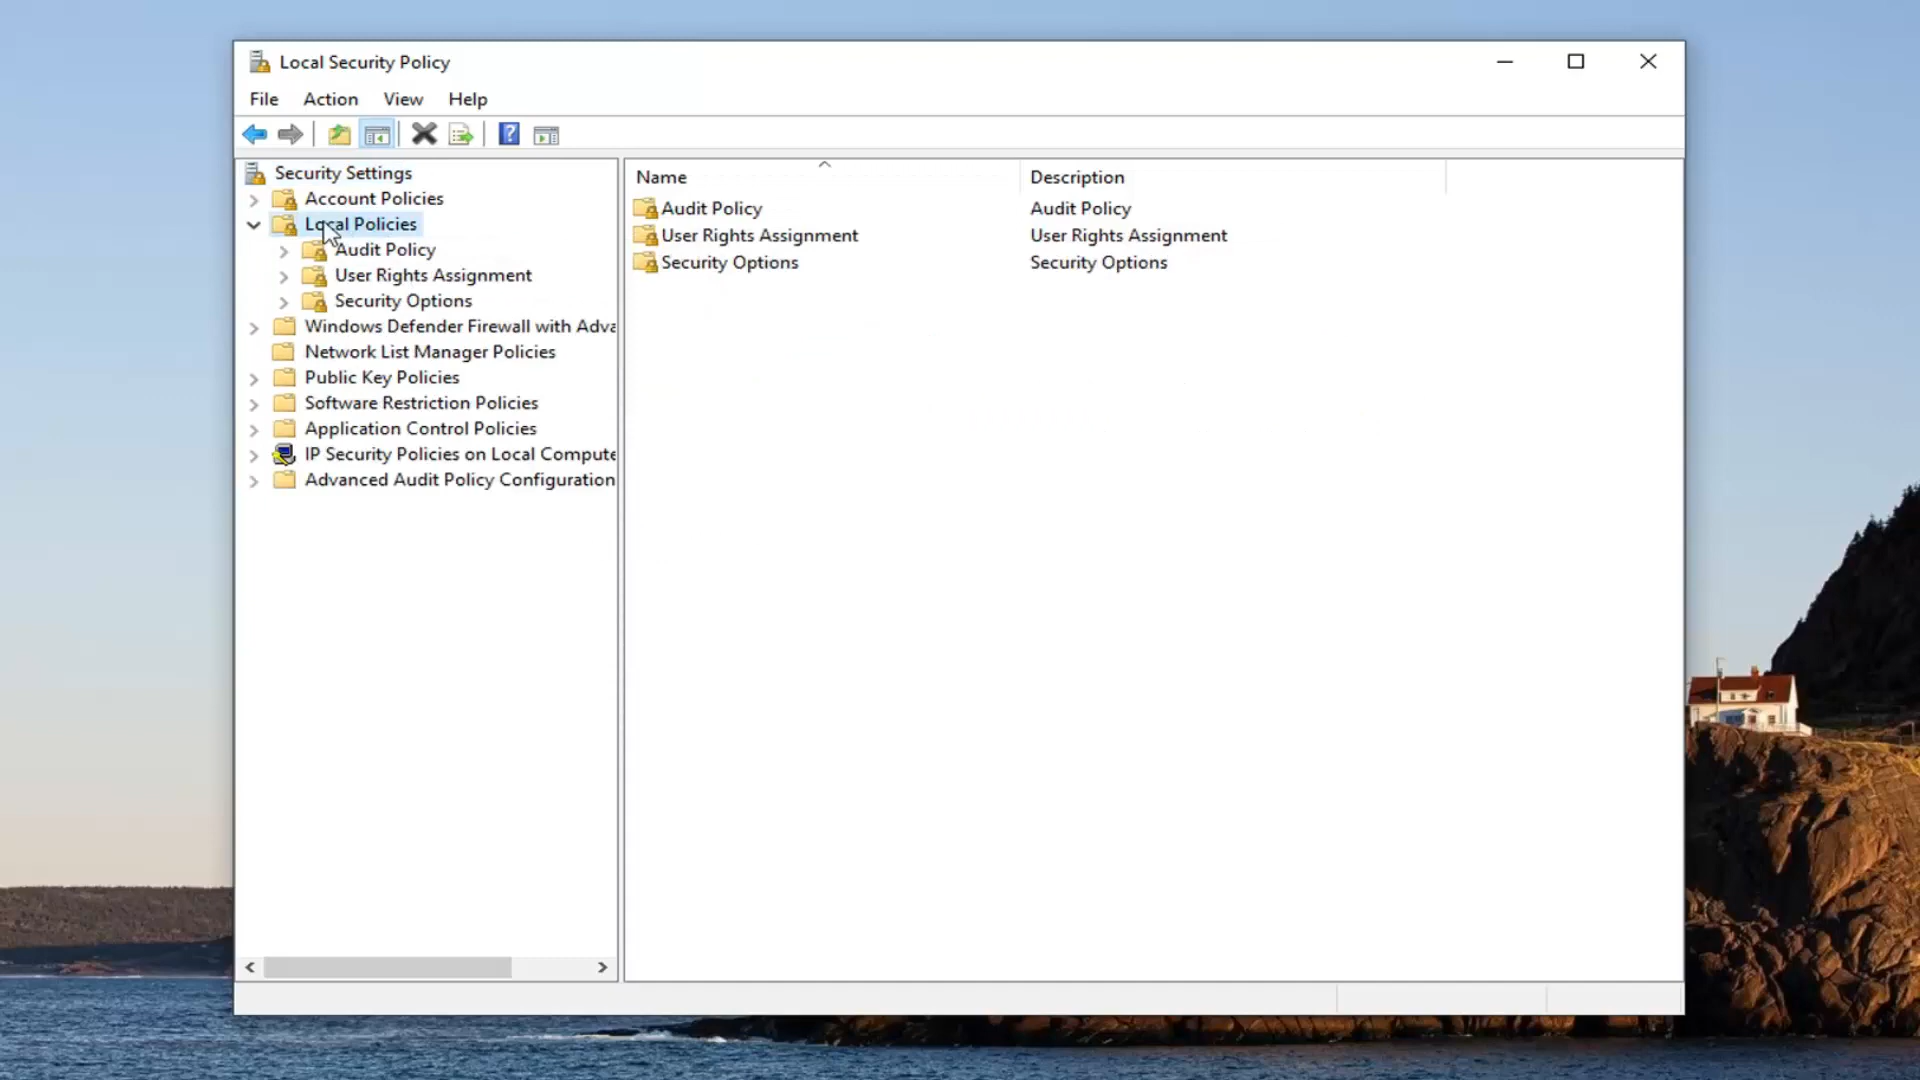 Local Security Policy
File Action View Help
Security Settings
Account Policies
Local Policies
Audit Policy
User Rights Assignment
Security Options
Windows Defender Firewall with Adva
Network List Manager Policies
Public Key Policies
Software Restriction Policies
Application Control Policies
IP Security Policies on Local Compute
Advanced Audit Policy Configuration
Name Description
Audit Policy Audit Policy
User Rights Assignment User Rights Assignment
Security Options Security Options